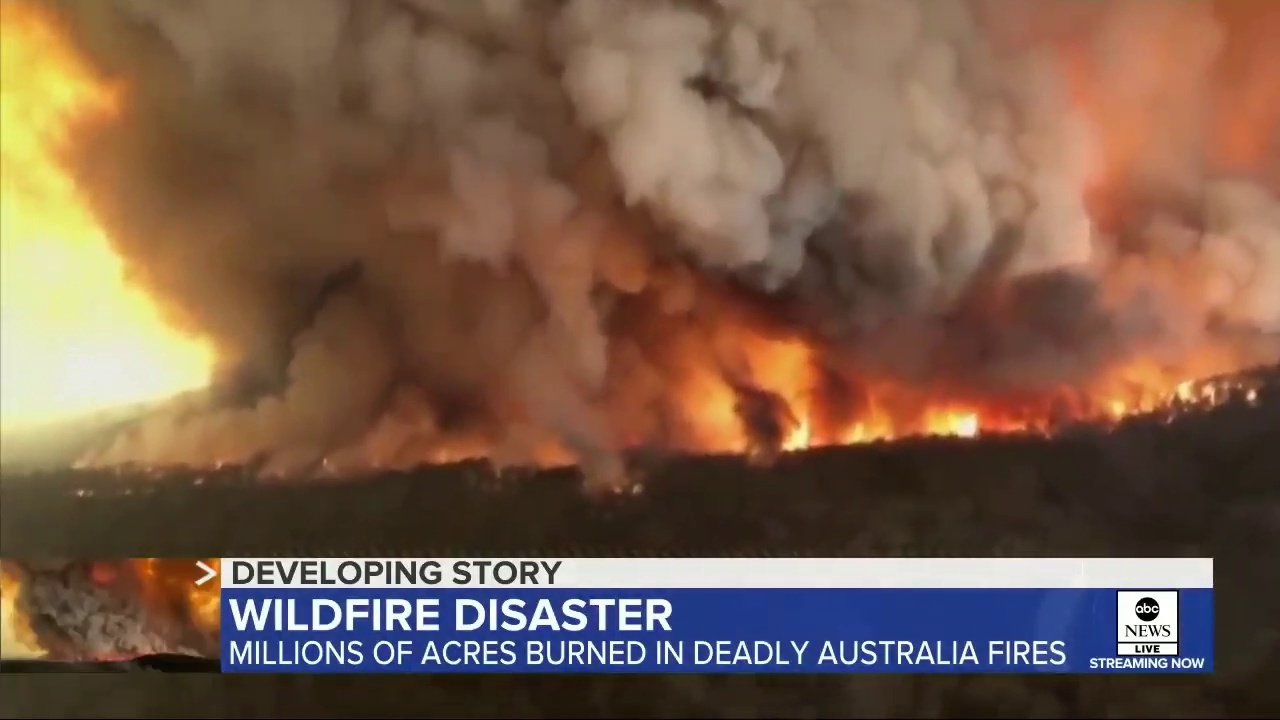 DEVELOPING STORY
WILDFIRE DISASTER
MILLIONS OF ACRES BURNED IN DEADLY AUSTRALIA FIRES
abc
NEWS
LIVE
STREAMING NOW